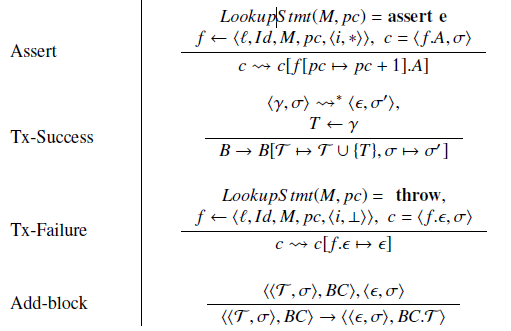 Assert
LookupStmt(M, pc) = assert e
f ← ⟨ℓ, Id, M, pc, ⟨i, *⟩⟩, c = ⟨f.A, σ⟩
c ⇝ c[f[pc ↦ pc + 1].A]
Tx-Success
⟨γ, σ⟩ ⇝* ⟨ϵ, σ′⟩,
T ← γ
B → B[𝒯 ↦ 𝒯 ∪ {T}, σ ↦ σ′]
Tx-Failure
LookupStmt(M, pc) = throw,
f ← ⟨ℓ, Id, M, pc, ⟨i, ⊥⟩⟩, c = ⟨f.ϵ, σ⟩
c ⇝ c[f.ϵ ↦ ϵ]
Add-block
⟨⟨𝒯, σ⟩, BC⟩, ⟨ϵ, σ⟩
⟨⟨𝒯, σ⟩, BC⟩ → ⟨⟨ϵ, σ⟩, BC.𝒯⟩